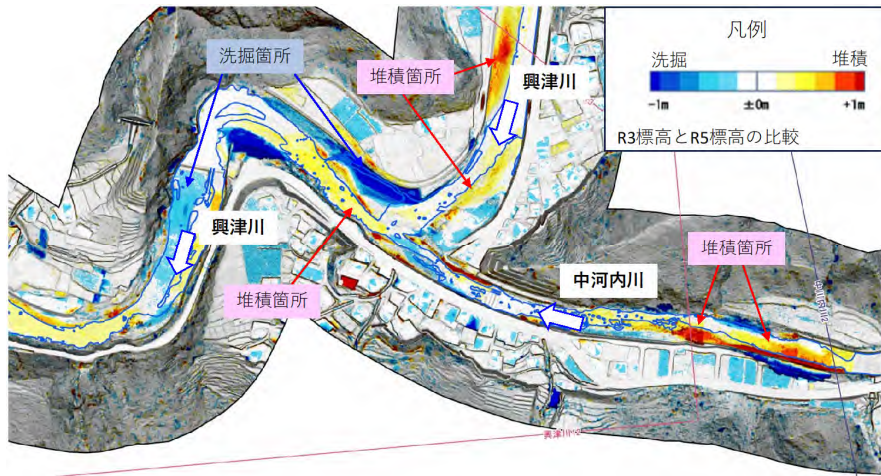 洗掘箇所
堆積箇所
興津川
凡例
洗掘
堆積
-1m
±0m
+1m
R3標高とR5標高の比較
興津川
堆積箇所
中河内川
堆積箇所